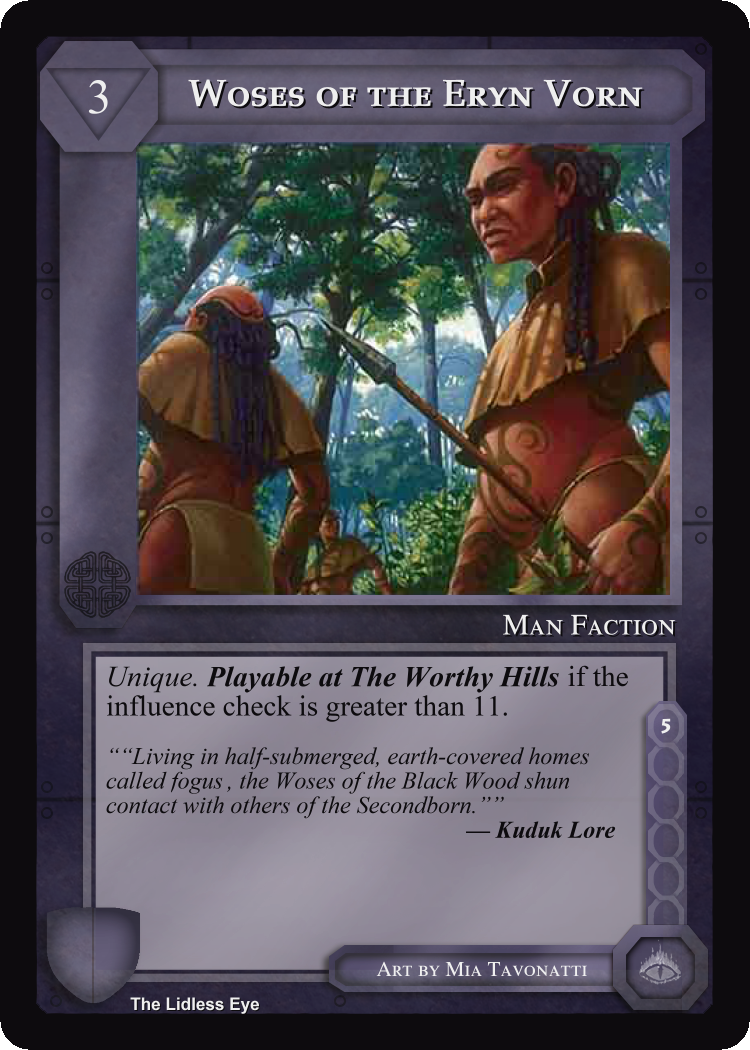 3
WOSES OF THE ERYN VORN
MAN FACTION
Unique. Playable at The Worthy Hills if the
influence check is greater than 11.
5
““Living in half-submerged, earth-covered homes
called fogus , the Woses of the Black Wood shun
contact with others of the Secondborn.””
— Kuduk Lore
ART BY MIA TAVONATTI
The Lidless Eye